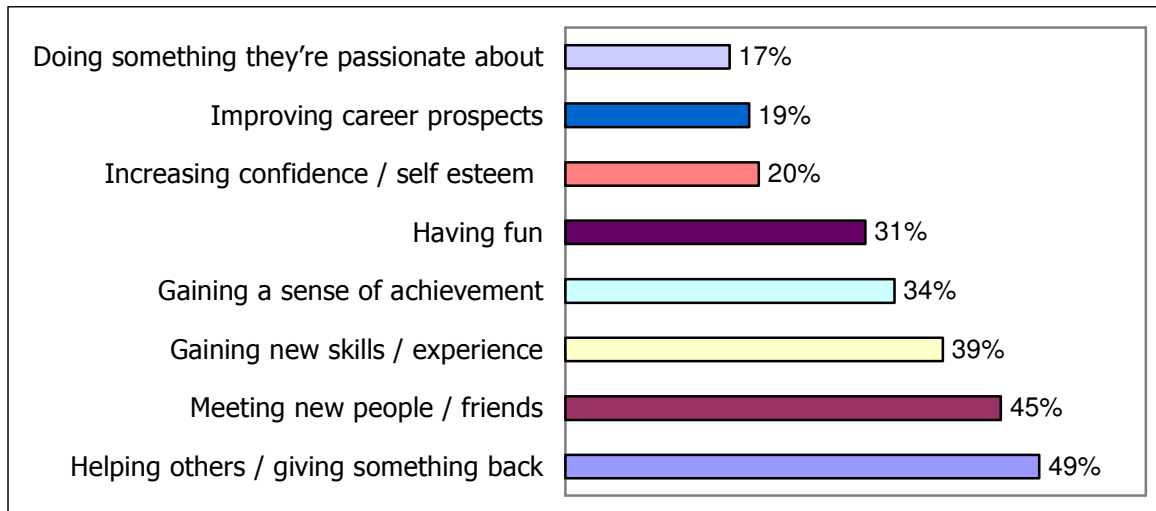 Doing something they’re passionate about 17%
Improving career prospects 19%
Increasing confidence / self esteem 20%
Having fun 31%
Gaining a sense of achievement 34%
Gaining new skills / experience 39%
Meeting new people / friends 45%
Helping others / giving something back 49%